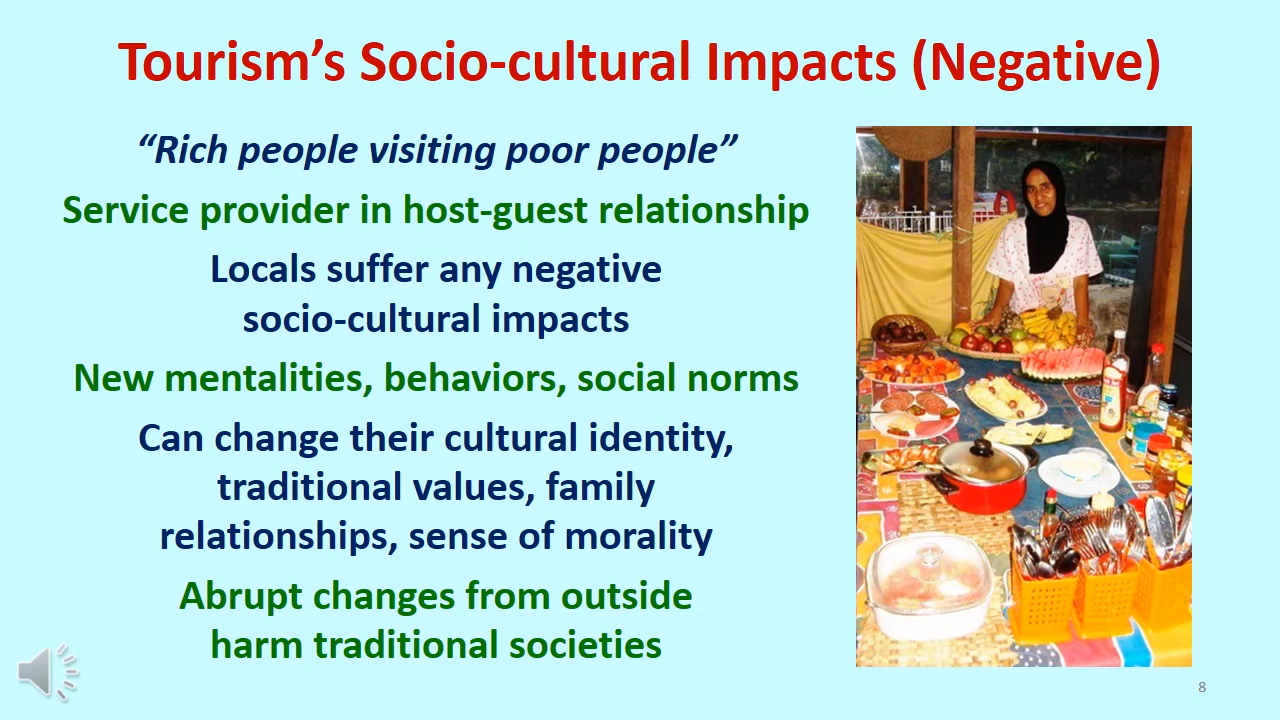 Tourism’s Socio-cultural Impacts (Negative)
“Rich people visiting poor people”
Service provider in host-guest relationship
Locals suffer any negative
socio-cultural impacts
New mentalities, behaviors, social norms
Can change their cultural identity,
traditional values, family
relationships, sense of morality
Abrupt changes from outside
harm traditional societies
8